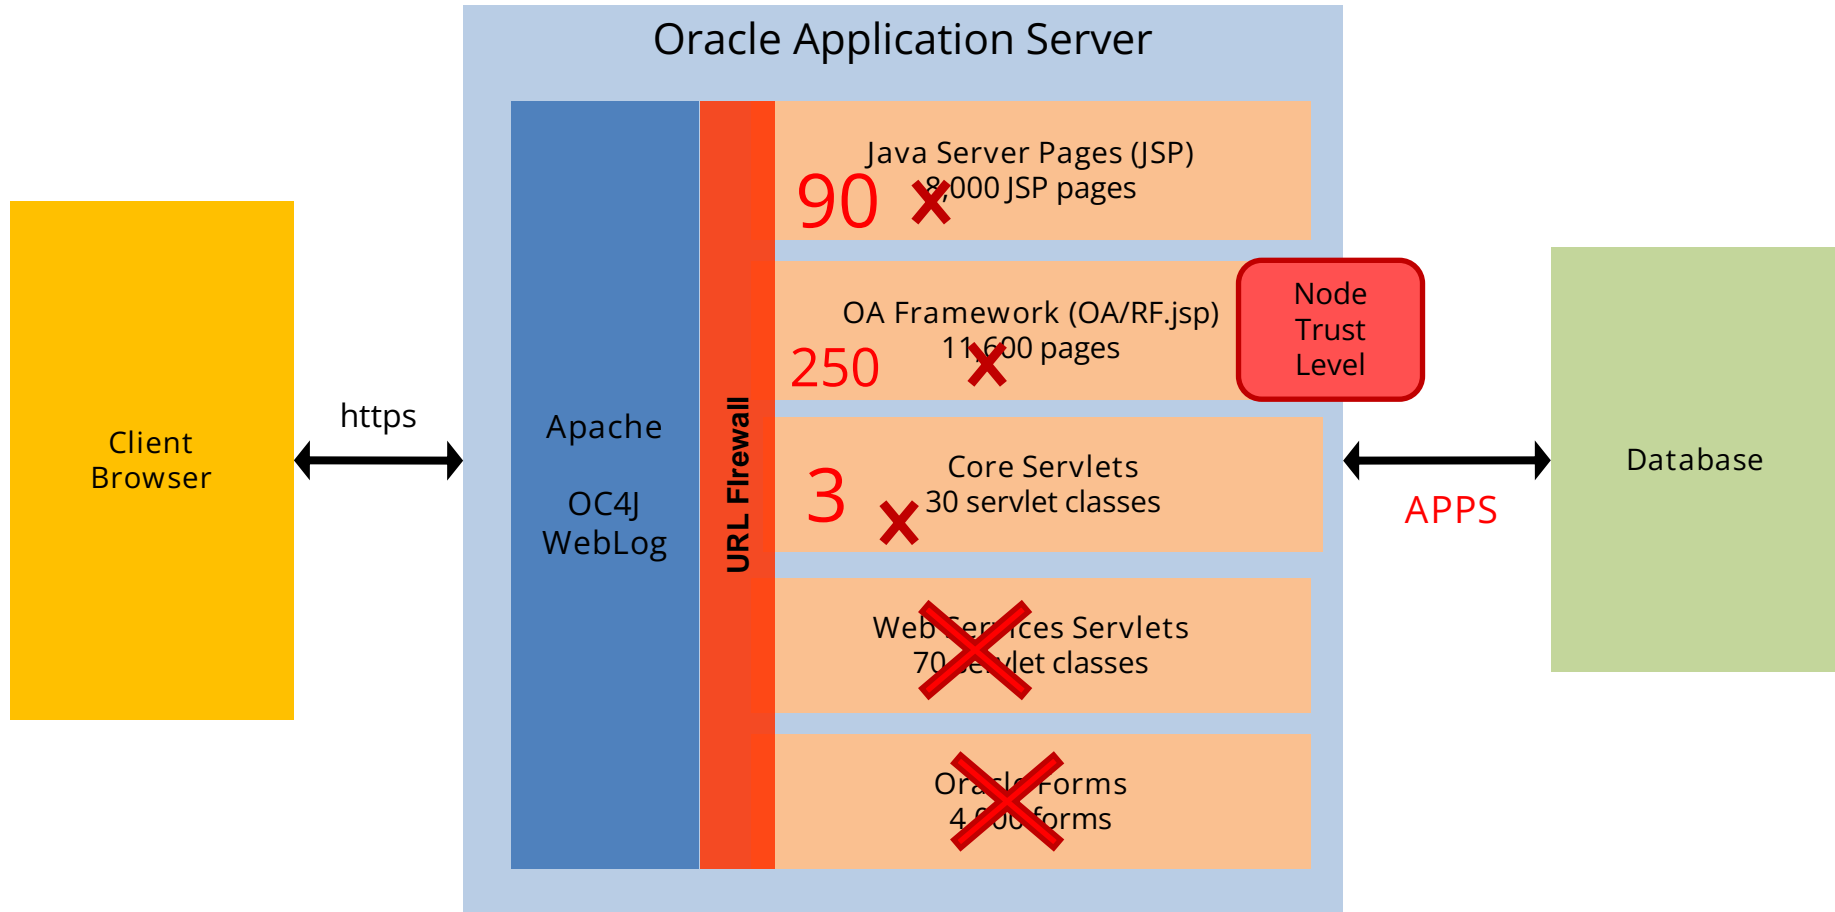 Oracle Application Server
Client
Browser
https
Apache
OC4J
WebLog
URL FIrewall
Java Server Pages (JSP)
8,000 JSP pages
90
OA Framework (OA/RF.jsp)
11,600 pages
250
Node
Trust
Level
Core Servlets
30 servlet classes
3
Web Services Servlets
70 servlet classes
Oracle Forms
4,000 forms
APPS
Database